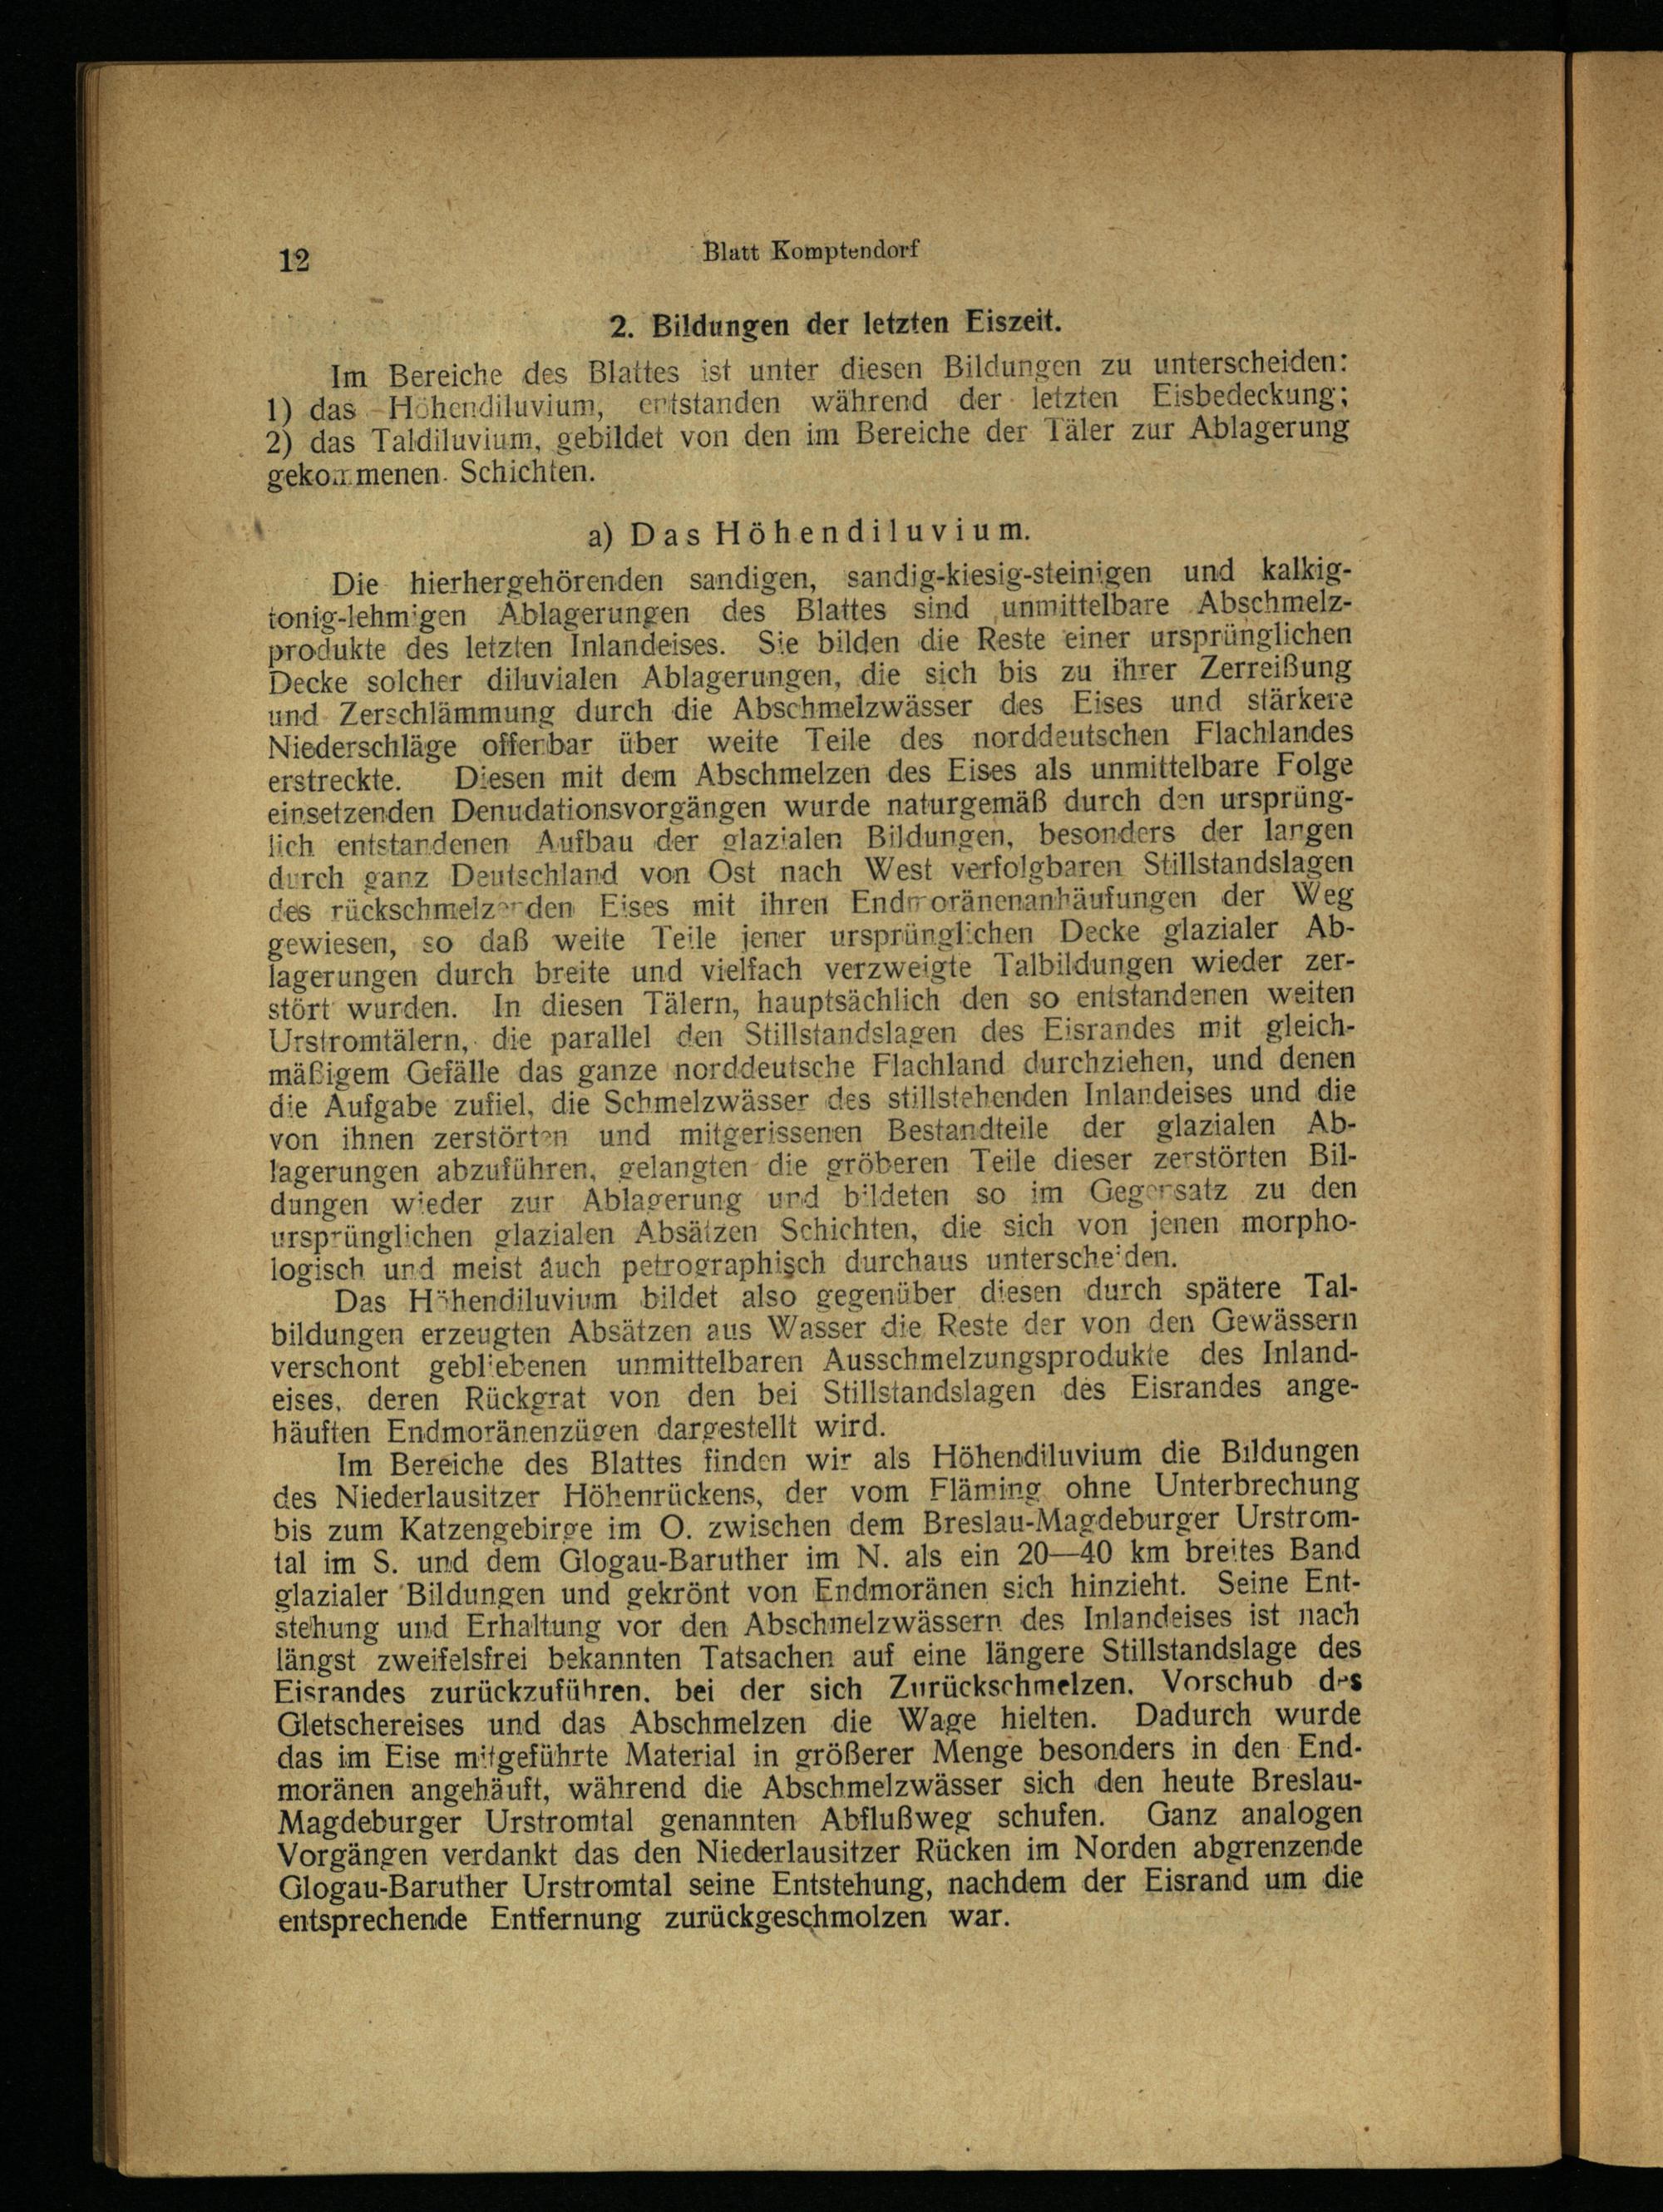 12
Blatt Komptendorf
2. Bildungen der letzten Eiszeit.
Im Bereiche des Blattes ist unter diesen Bildungen zu unterscheiden:
1) das Höhendiluvium, entstanden während der letzten Eisbedeckung;
2) das Taldiluvium, gebildet von den im Bereiche der Täler zur Ablagerung
gekommenen Schichten.
a) Das Höhendiluvium.
Die hierhergehörenden sandigen, sandig-kiesig-steinigen und kalkig-
tonig-lehmigen Ablagerungen des Blattes sind unmittelbare Abschmelz-
produkte des letzten Inlandeises. Sie bilden die Reste einer ursprünglichen
Decke solcher diluvialen Ablagerungen, die sich bis zu ihrer Zerreißung
und Zerschlämmung durch die Abschmelzwässer des Eises und stärkere
Niederschläge offenbar über weite Teile des norddeutschen Flachlandes
erstreckte. Diesen mit dem Abschmelzen des Eises als unmittelbare Folge
einsetzenden Denudationsvorgängen wurde naturgemäß durch den ursprüng-
lich entstandenen Aufbau der glazialen Bildungen, besonders der langen
durch ganz Deutschland von Ost nach West verfolgbaren Stillstandslagen
des rückschmelzenden Eises mit ihren Endmoränenanhäufungen der Weg
gewiesen, so daß weite Teile jener ursprünglichen Decke glazialer Ab-
lagerungen durch breite und vielfach verzweigte Talbildungen wieder zer-
stört wurden. In diesen Tälern, hauptsächlich den so entstandenen weiten
Urstromtälern, die parallel den Stillstandslagen des Eisrandes mit gleich-
mäßigem Gefälle das ganze norddeutsche Flachland durchziehen, und denen
die Aufgabe zufiel, die Schmelzwässer des stillstehenden Inlandeises und die
von ihnen zerstörten und mitgerissenen Bestandteile der glazialen Ab-
lagerungen abzuführen, gelangten die gröberen Teile dieser zerstörten Bil-
dungen wieder zur Ablagerung und bildeten so im Gegensatz zu den
ursprünglichen glazialen Absätzen Schichten, die sich von jenen morpho-
logisch und meist auch petrographisch durchaus unterscheiden.
Das Höhendiluvium bildet also gegenüber diesen durch spätere Tal-
bildungen erzeugten Absätzen aus Wasser die Reste der von den Gewässern
verschont gebliebenen unmittelbaren Ausschmelzungsprodukte des Inland-
eises, deren Rückgrat von den bei Stillstandslagen des Eisrandes ange-
häuften Endmoränenzügen dargestellt wird.
Im Bereiche des Blattes finden wir als Höhendiluvium die Bildungen
des Niederlausitzer Höhenrückens, der vom Fläming ohne Unterbrechung
bis zum Katzengebirge im O. zwischen dem Breslau-Magdeburger Urstrom-
tal im S. und dem Glogau-Baruther im N. als ein 20—40 km breites Band
glazialer Bildungen und gekrönt von Endmoränen sich hinzieht. Seine Ent-
stehung und Erhaltung vor den Abschmelzwässern des Inlandeises ist nach
längst zweifelsfrei bekannten Tatsachen auf eine längere Stillstandslage des
Eisrandes zurückzuführen, bei der sich Zurückschmelzen, Vorschub des
Gletschereises und das Abschmelzen die Wage hielten. Dadurch wurde
das im Eise mitgeführte Material in größerer Menge besonders in den End-
moränen angehäuft, während die Abschmelzwässer sich den heute Breslau-
Magdeburger Urstromtal genannten Abflußweg schufen. Ganz analogen
Vorgängen verdankt das den Niederlausitzer Rücken im Norden abgrenzende
Glogau-Baruther Urstromtal seine Entstehung, nachdem der Eisrand um die
entsprechende Entfernung zurückgeschmolzen war.